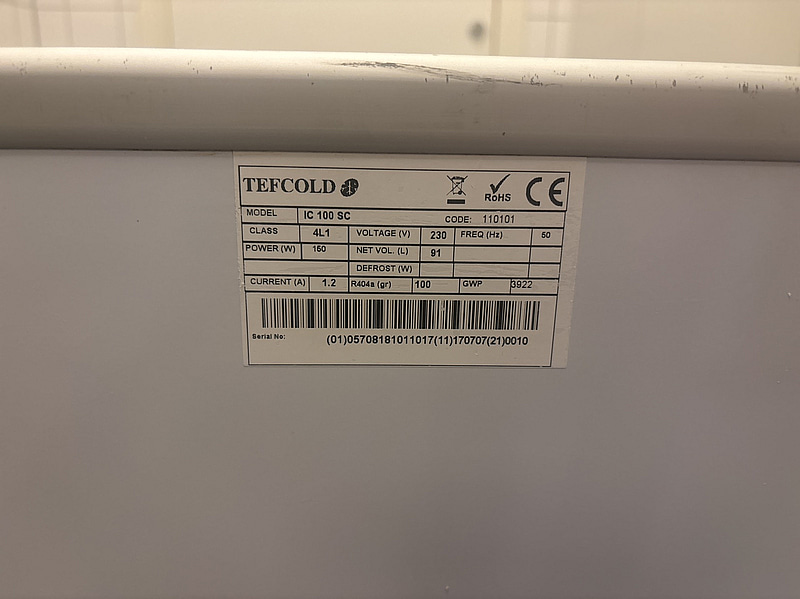 TEFCOLD
RoHS CE
MODEL IC 100 SC CODE: 110101
CLASS 4L1 VOLTAGE (V) 230 FREQ (Hz) 50
POWER (W) 150 NET VOL. (L) 91
DEFROST (W)
CURRENT (A) 1.2 R404a (gr) 100 GWP 3922
Serial No: (01)05708181011017(11)170707(21)0010